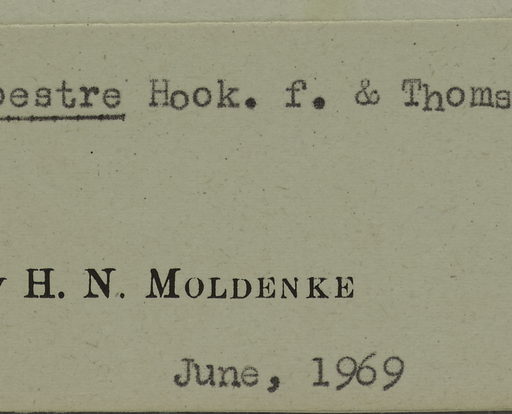 pestre Hook. f. & Thoms
y H. N. MOLDENKE
June, 1969